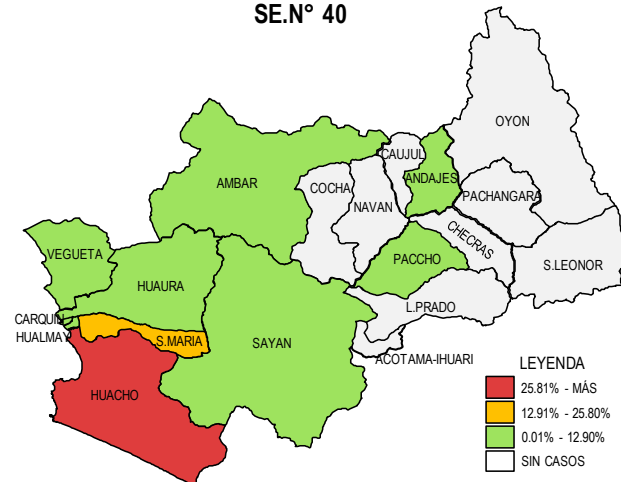 SE.N° 40
OYON
CAUJUL
ANDAJES
AMBAR
COCHA
PACHANGARA
NAVAN
CHECRAS
VEGUETA
PACCHO
S.LEONOR
HUAURA
L.PRADO
CARQUIN
HUALMAY
S.MARIA
SAYAN
ACOTAMA-IHUARI
HUACHO
LEYENDA
25.81% - MÁS
12.91% - 25.80%
0.01% - 12.90%
SIN CASOS